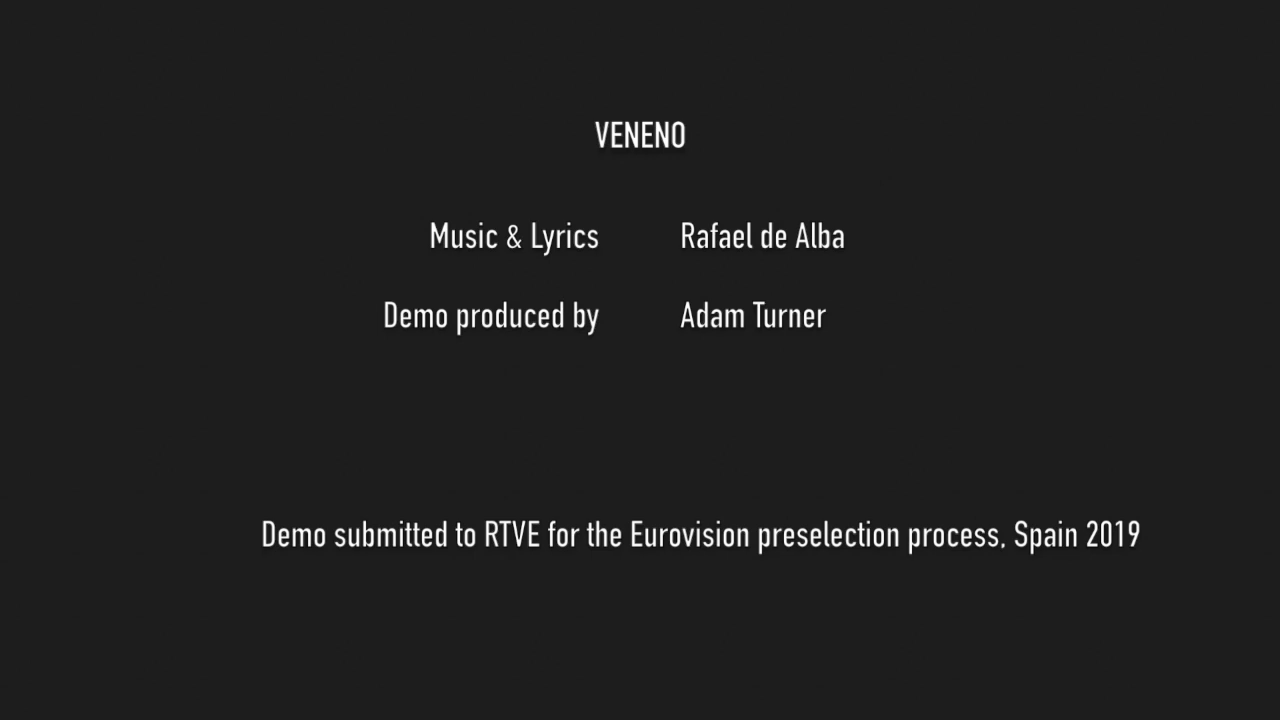 VENENO
Music & Lyrics Rafael de Alba
Demo produced by Adam Turner
Demo submitted to RTVE for the Eurovision preselection process, Spain 2019